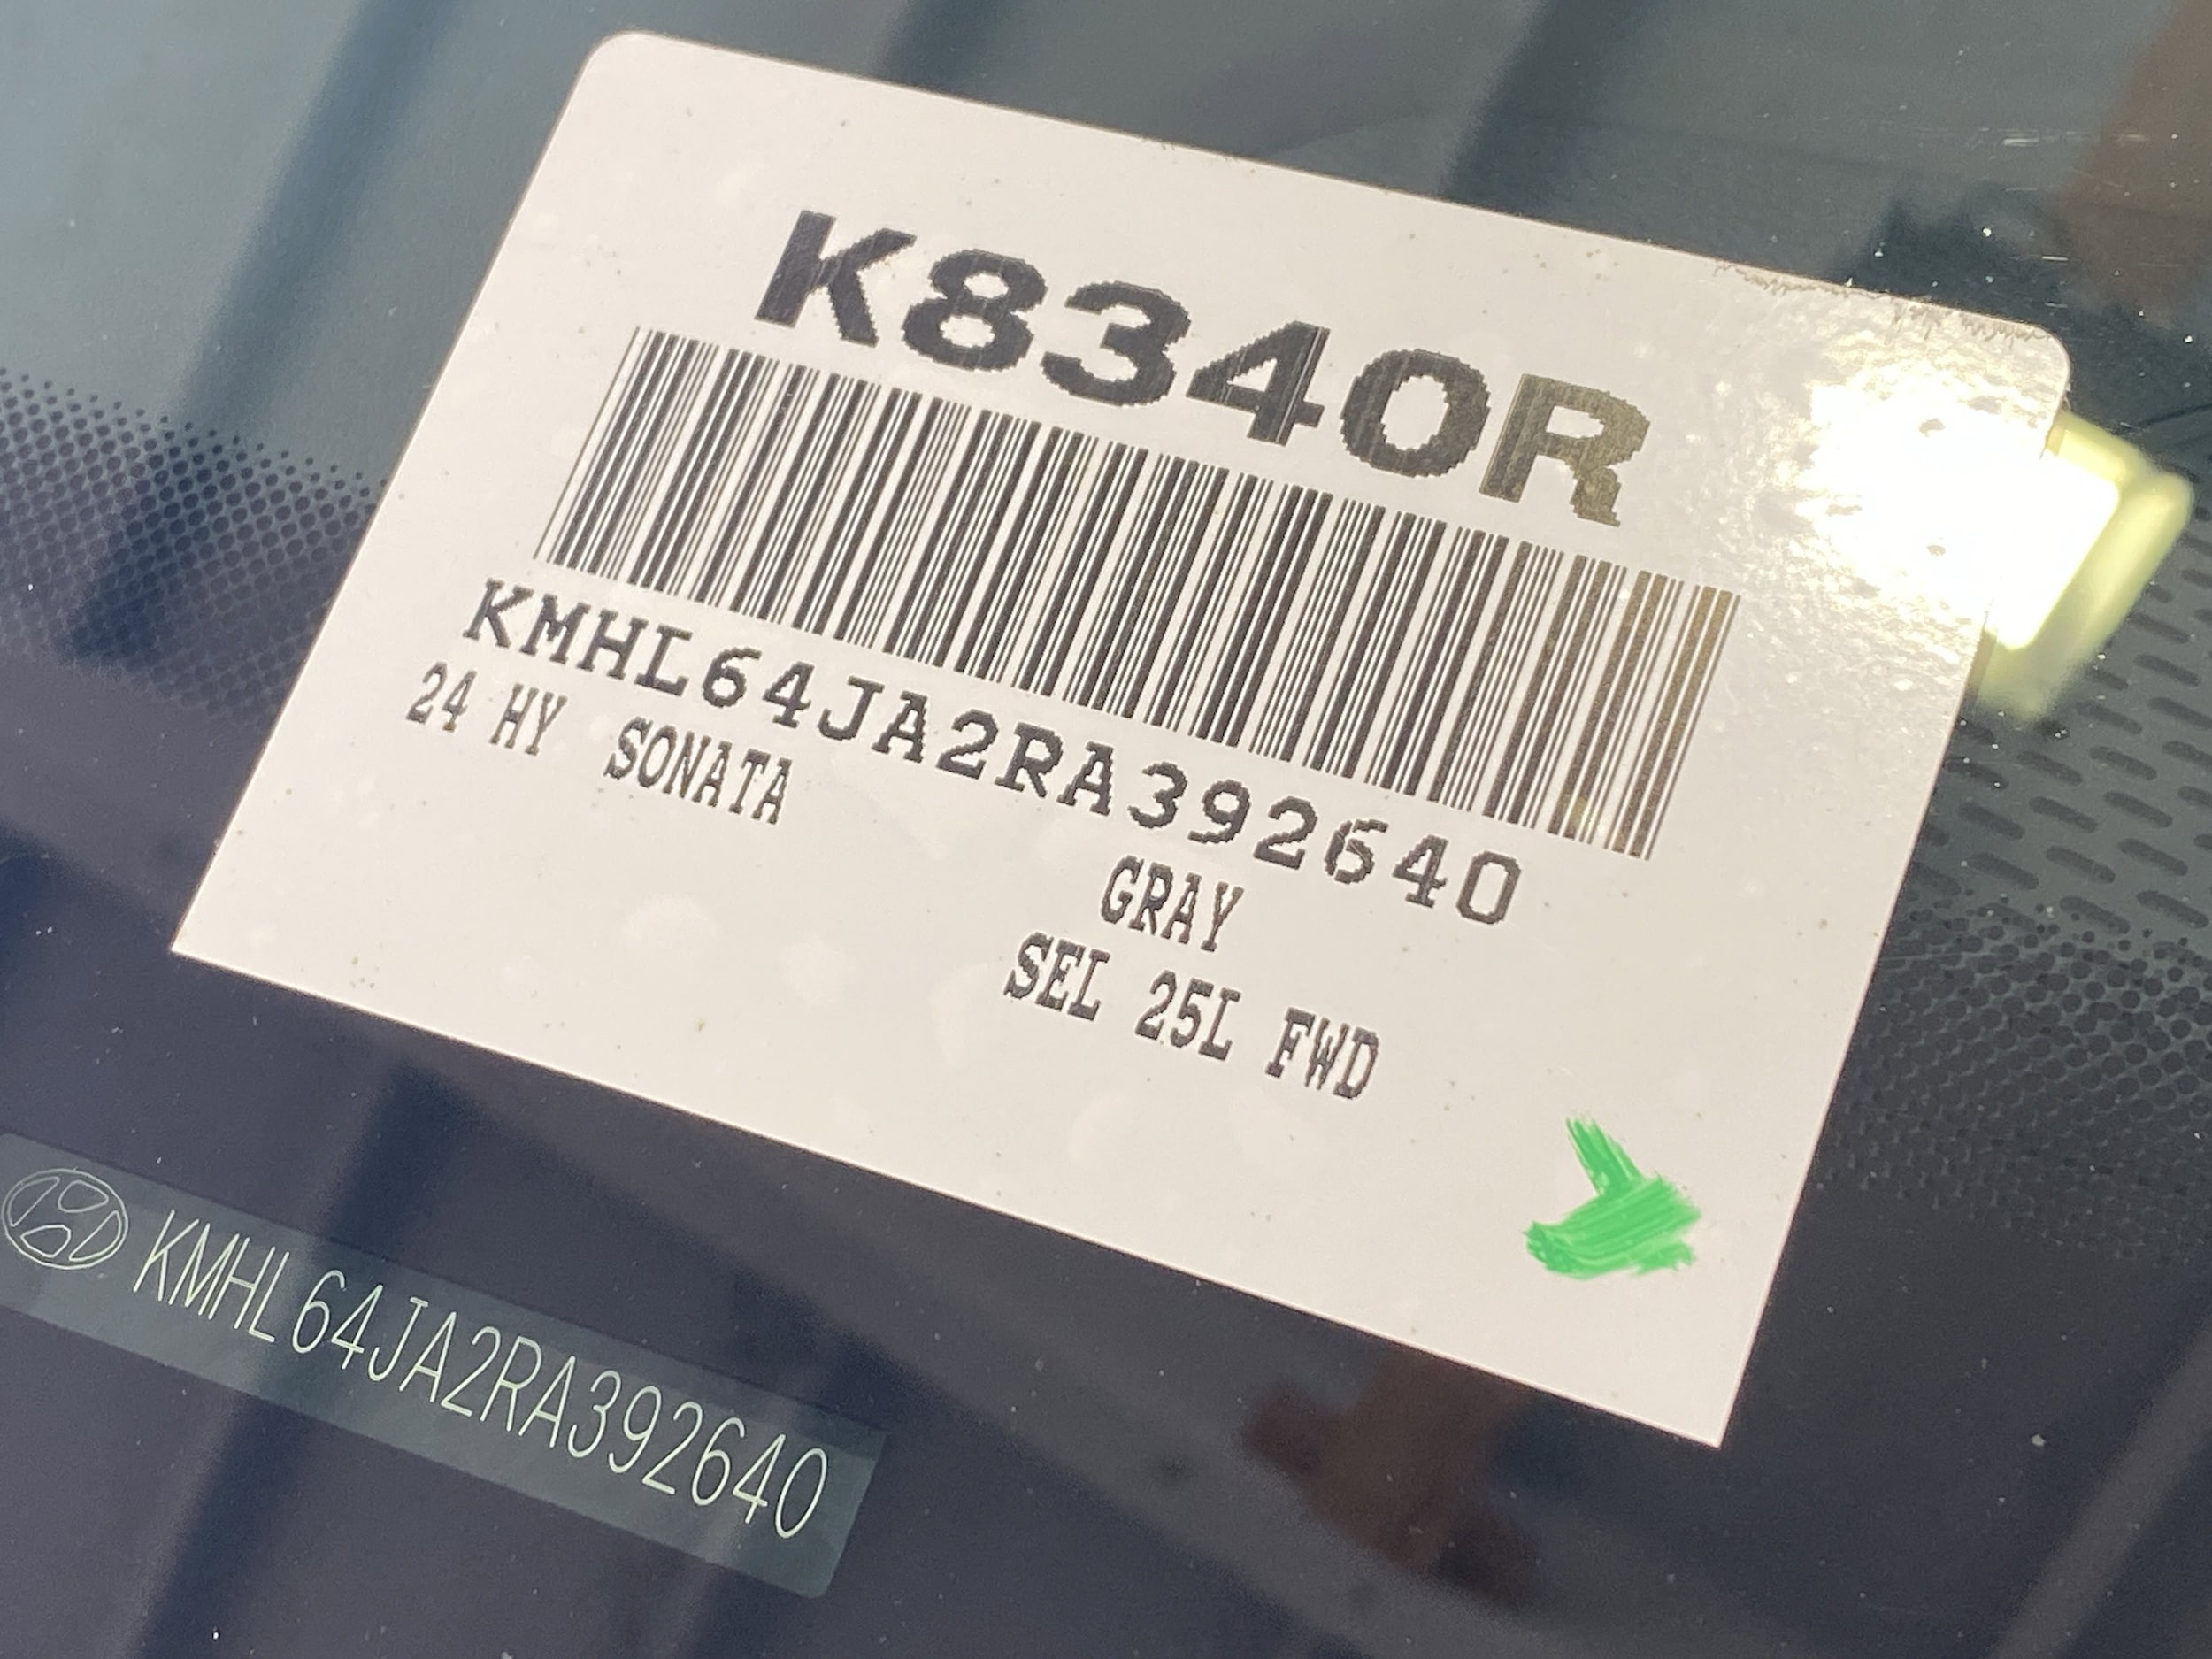 K8340R
KMHL64JA2RA392640
24 HY SONATA
GRAY
SEL 25L FWD
KMHL64JA2RA392640